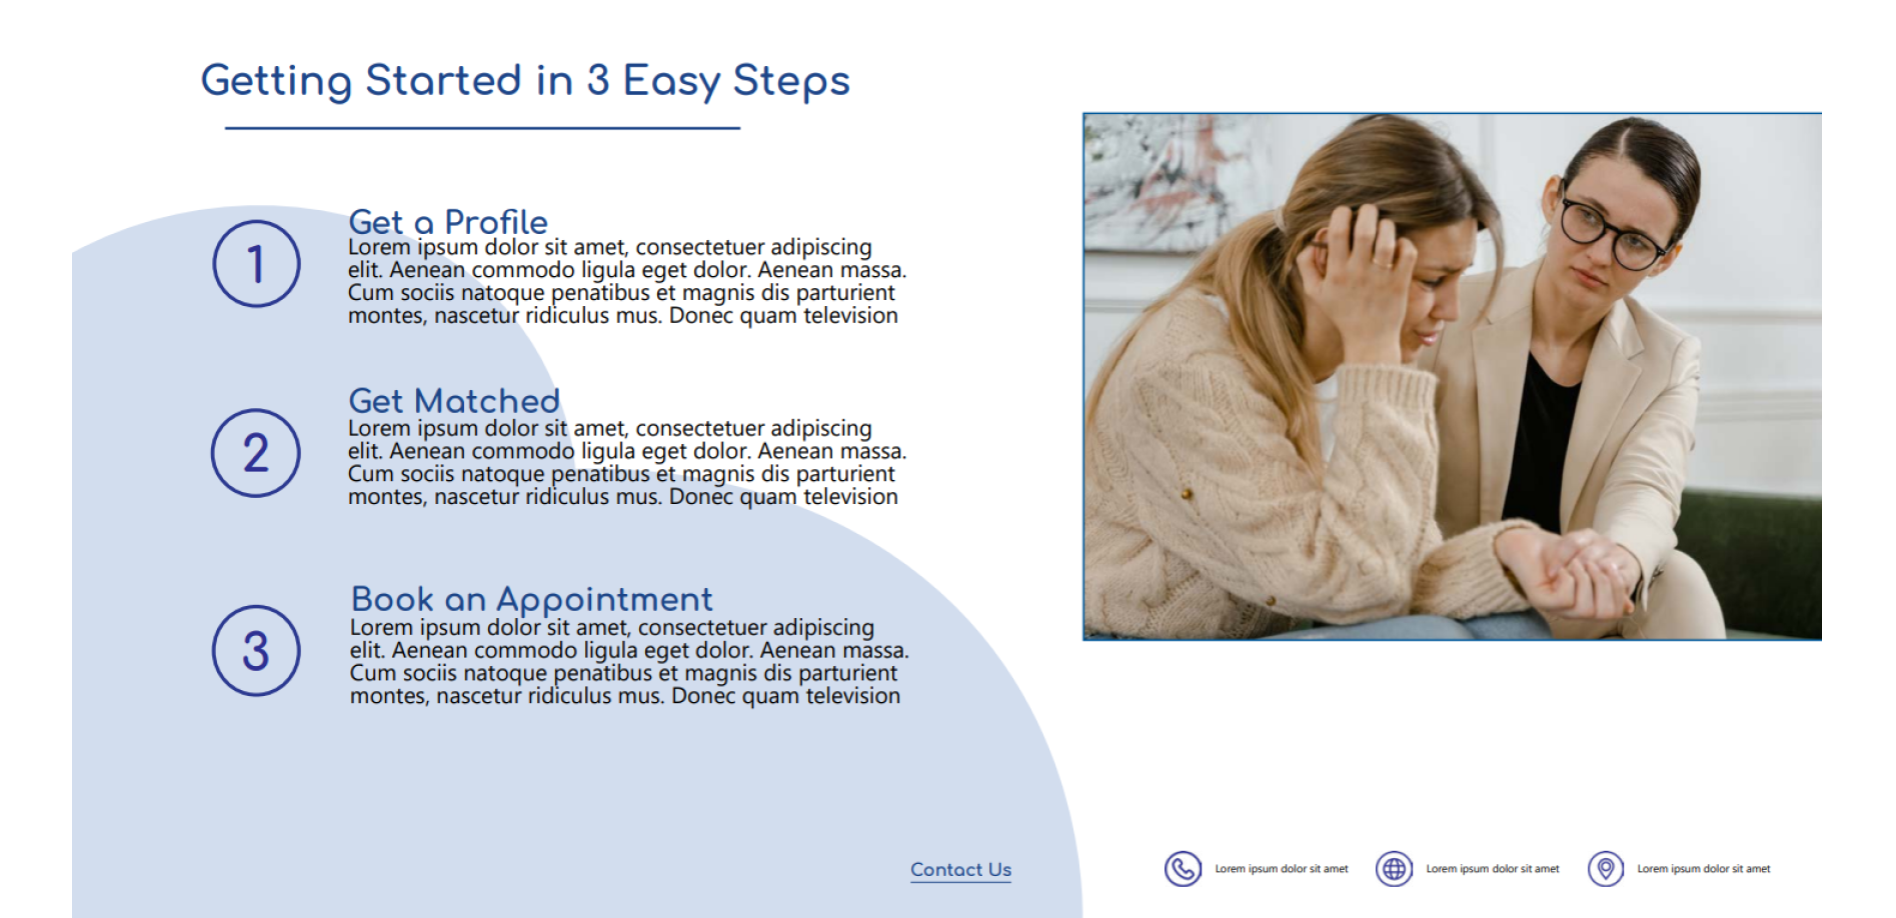 Getting Started in 3 Easy Steps
1
Get a Profile
Lorem ipsum dolor sit amet, consectetuer adipiscing
elit. Aenean commodo ligula eget dolor. Aenean massa.
Cum sociis natoque penatibus et magnis dis parturient
montes, nascetur ridiculus mus. Donec quam television
2
Get Matched
Lorem ipsum dolor sit amet, consectetuer adipiscing
elit. Aenean commodo ligula eget dolor. Aenean massa.
Cum sociis natoque penatibus et magnis dis parturient
montes, nascetur ridiculus mus. Donec quam television
3
Book an Appointment
Lorem ipsum dolor sit amet, consectetuer adipiscing
elit. Aenean commodo ligula eget dolor. Aenean massa.
Cum sociis natoque penatibus et magnis dis parturient
montes, nascetur ridiculus mus. Donec quam television
Contact Us
Lorem ipsum dolor sit amet
Lorem ipsum dolor sit amet
Lorem ipsum dolor sit amet